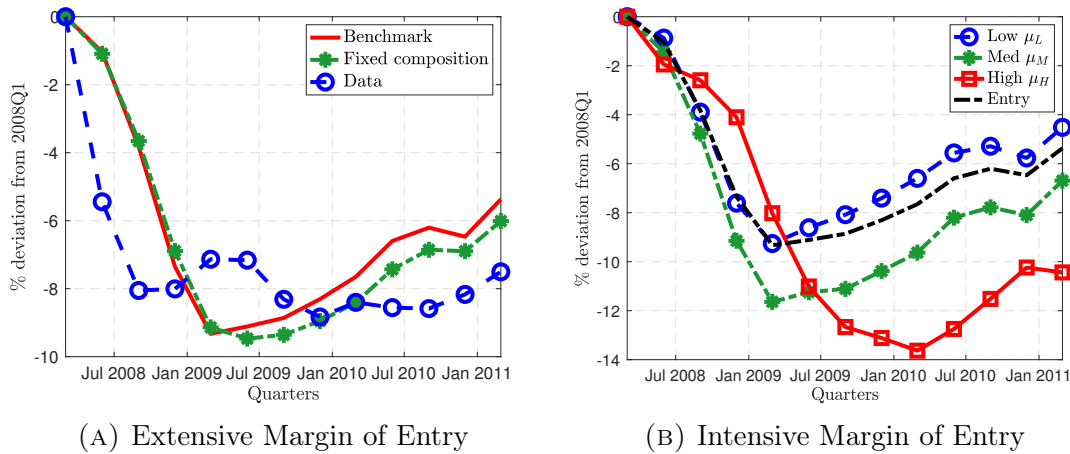 % deviation from 2008Q1
0
-2
-4
-6
-8
-10
Benchmark
Fixed composition
Data
Jul 2008 Jan 2009 Jul 2009 Jan 2010 Jul 2010 Jan 2011
Quarters
(A) Extensive Margin of Entry
% deviation from 2008Q1
0
-2
-4
-6
-8
-10
-12
-14
Low μ_L
Med μ_M
High μ_H
Entry
Jul 2008 Jan 2009 Jul 2009 Jan 2010 Jul 2010 Jan 2011
Quarters
(B) Intensive Margin of Entry